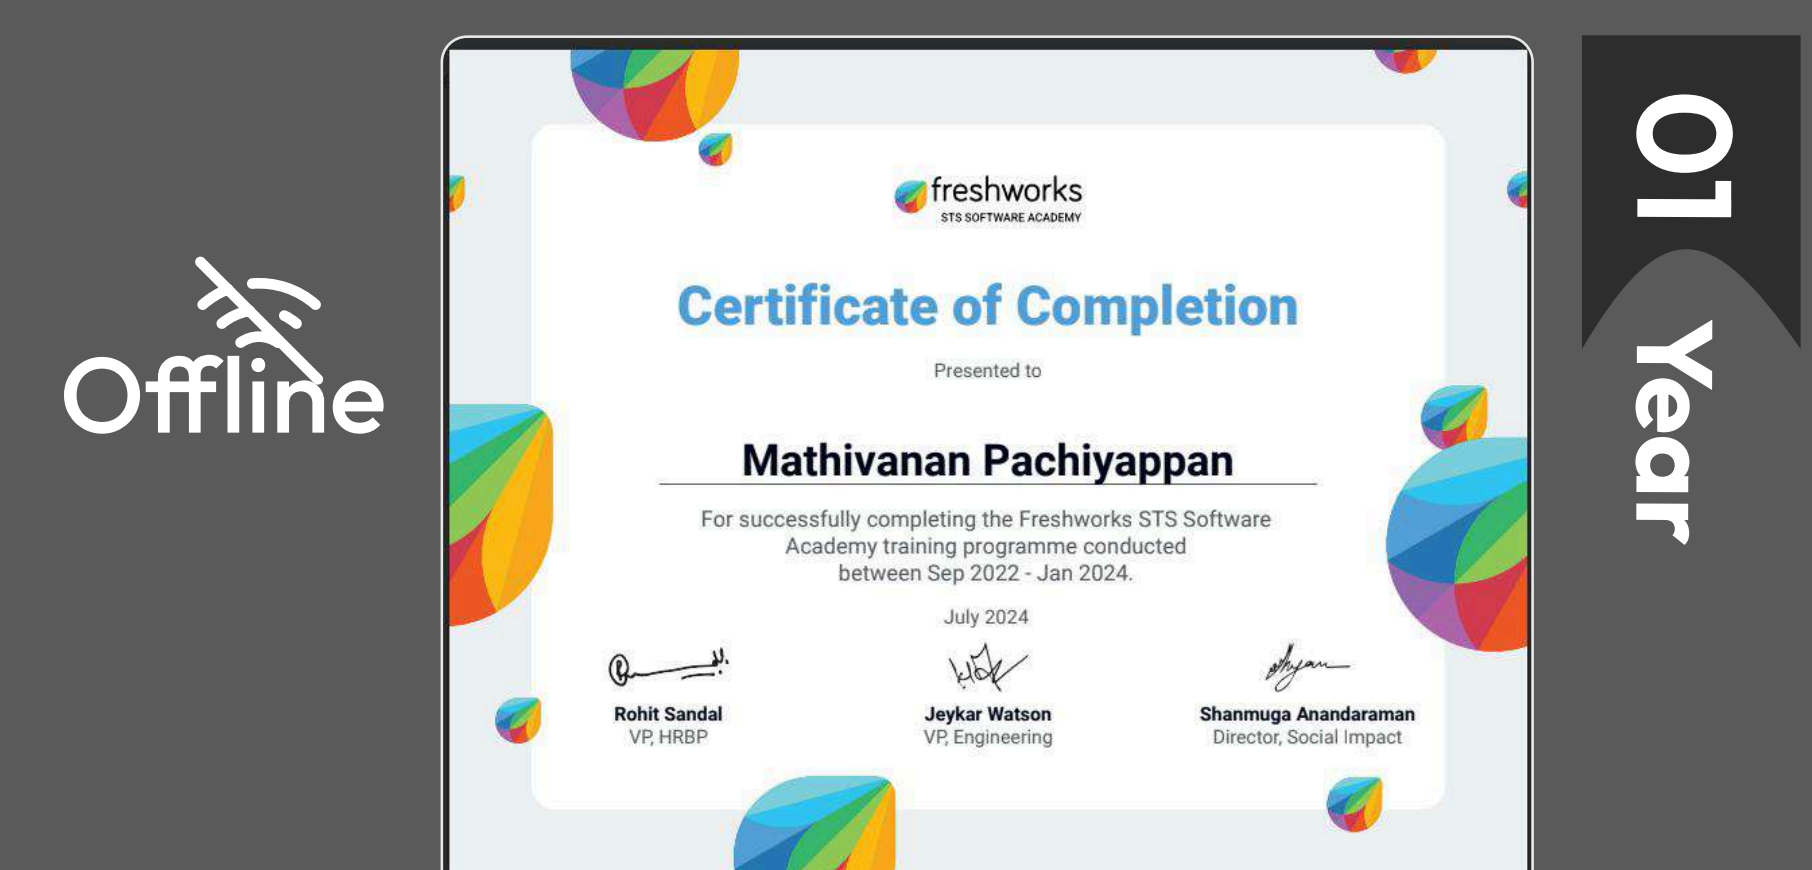 Offline
freshworks
STS SOFTWARE ACADEMY
Certificate of Completion
Presented to
Mathivanan Pachiyappan
For successfully completing the Freshworks STS Software
Academy training programme conducted
between Sep 2022 - Jan 2024.
July 2024
Rohit Sandal
VP, HRBP
Jeykar Watson
VP, Engineering
Shanmuga Anandaraman
Director, Social Impact
01 Year